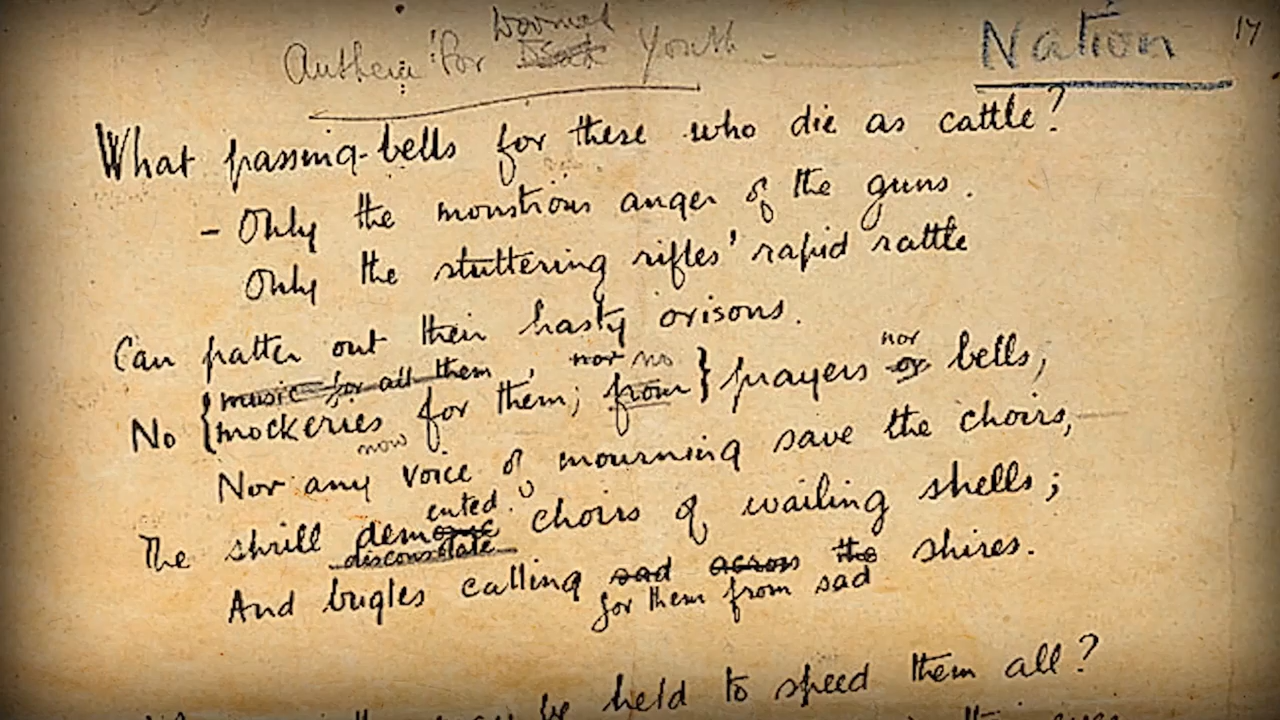 Anthem for Doomed Dead Youth - Nation 17
What passing-bells for these who die as cattle?
- Only the monstrous anger of the guns.
Only the stuttering rifles' rapid rattle
Can patter out their hasty orisons.
music for all them, nor no nor
No { mockeries for them; from } prayers or bells,
now
Nor any voice of mourning save the choirs,
ented
The shrill demonic choirs of wailing shells;
disconsolate
And bugles calling sad across the shires.
for them from sad
be held to speed them all?